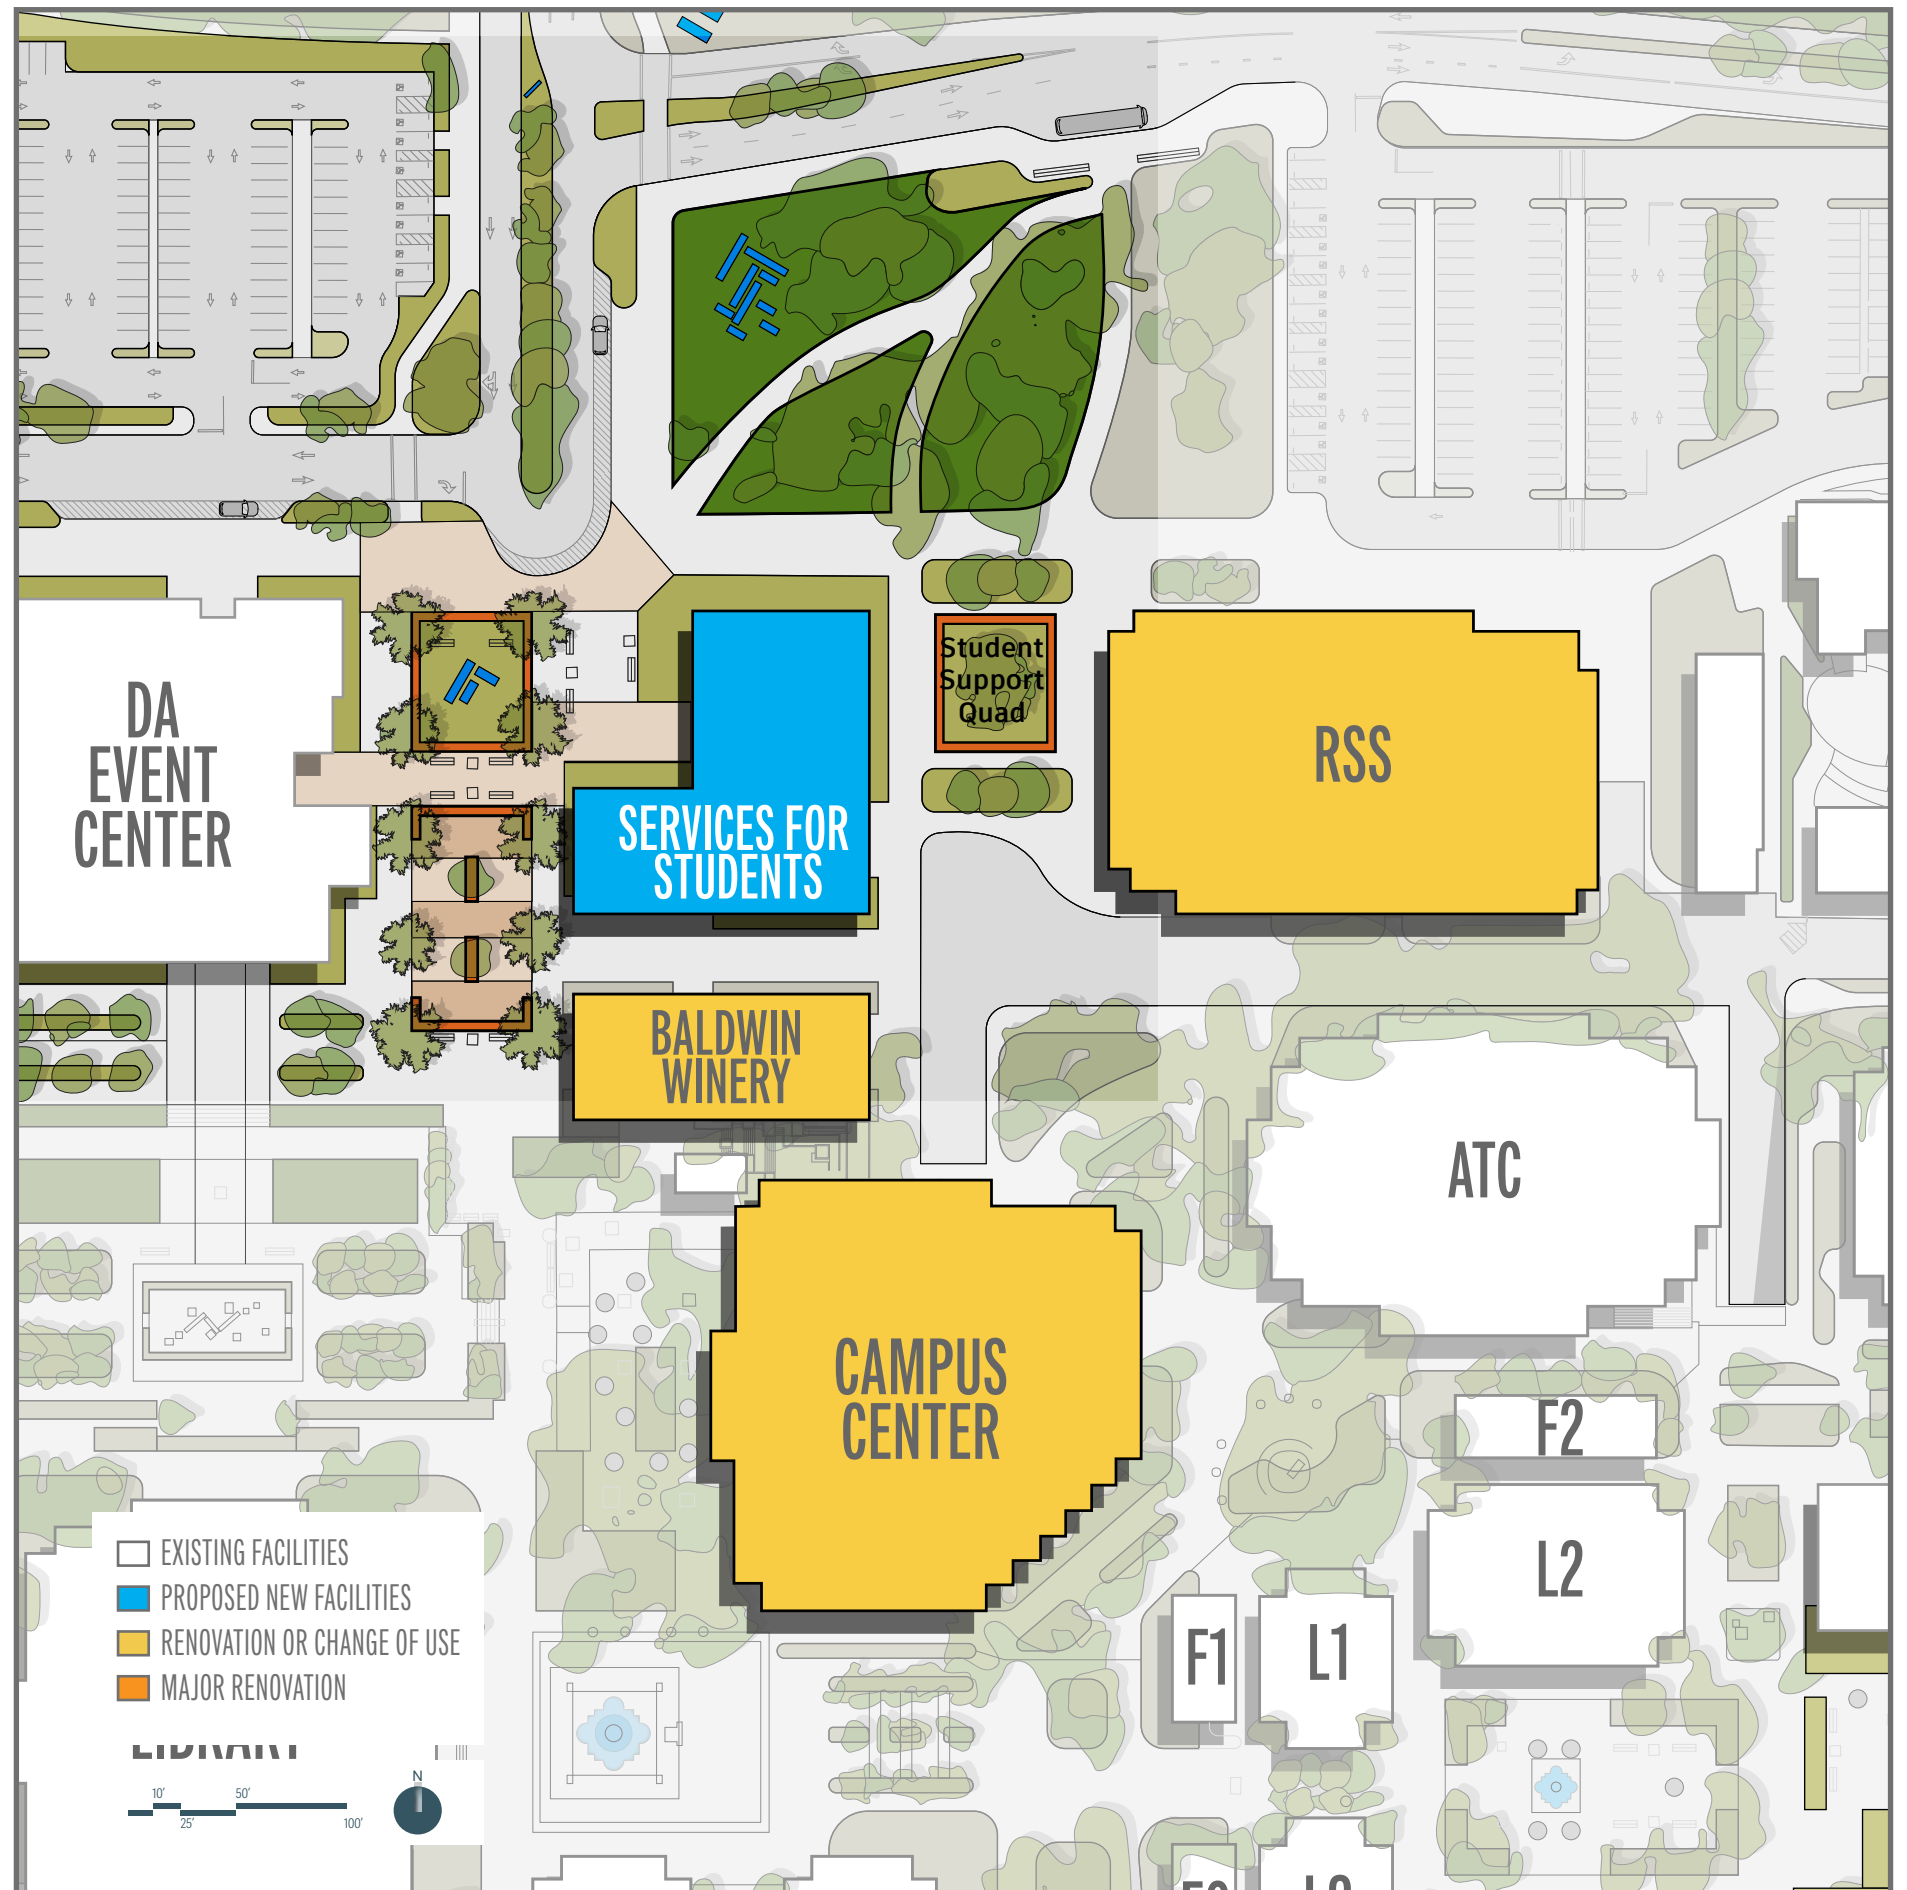 Student
Support
Quad
DA
EVENT
CENTER
RSS
SERVICES FOR
STUDENTS
BALDWIN
WINERY
ATC
CAMPUS
CENTER
F2
L2
F1
L1
EXISTING FACILITIES
PROPOSED NEW FACILITIES
RENOVATION OR CHANGE OF USE
MAJOR RENOVATION
LIBRARY
N
10'
50'
25'
100'